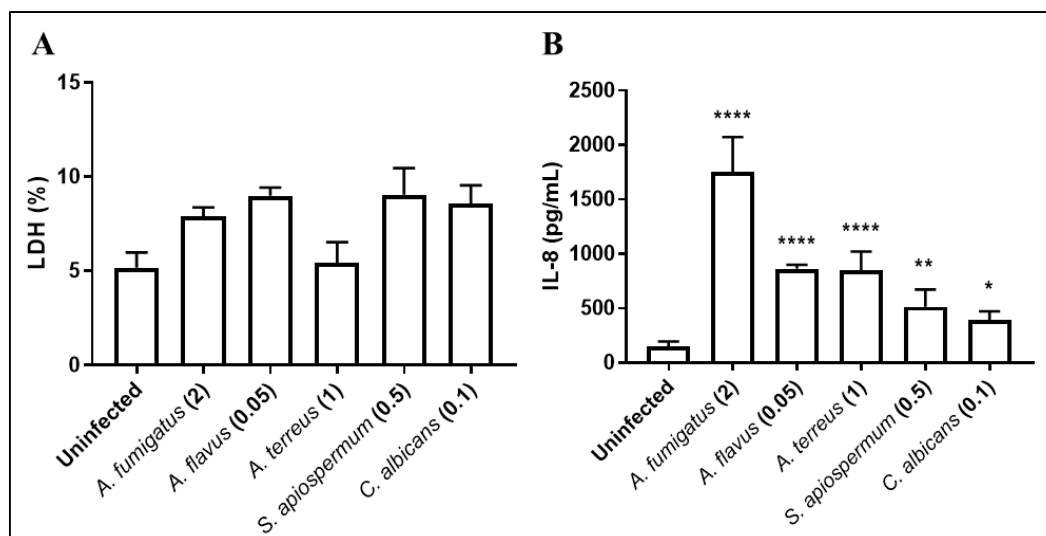 A
LDH (%)
15
10
5
0
Uninfected
A. fumigatus (2)
A. flavus (0.05)
A. terreus (1)
S. apiospermum (0.5)
C. albicans (0.1)
B
IL-8 (pg/mL)
2500
2000
1500
1000
500
0
****
****
****
**
*
Uninfected
A. fumigatus (2)
A. flavus (0.05)
A. terreus (1)
S. apiospermum (0.5)
C. albicans (0.1)